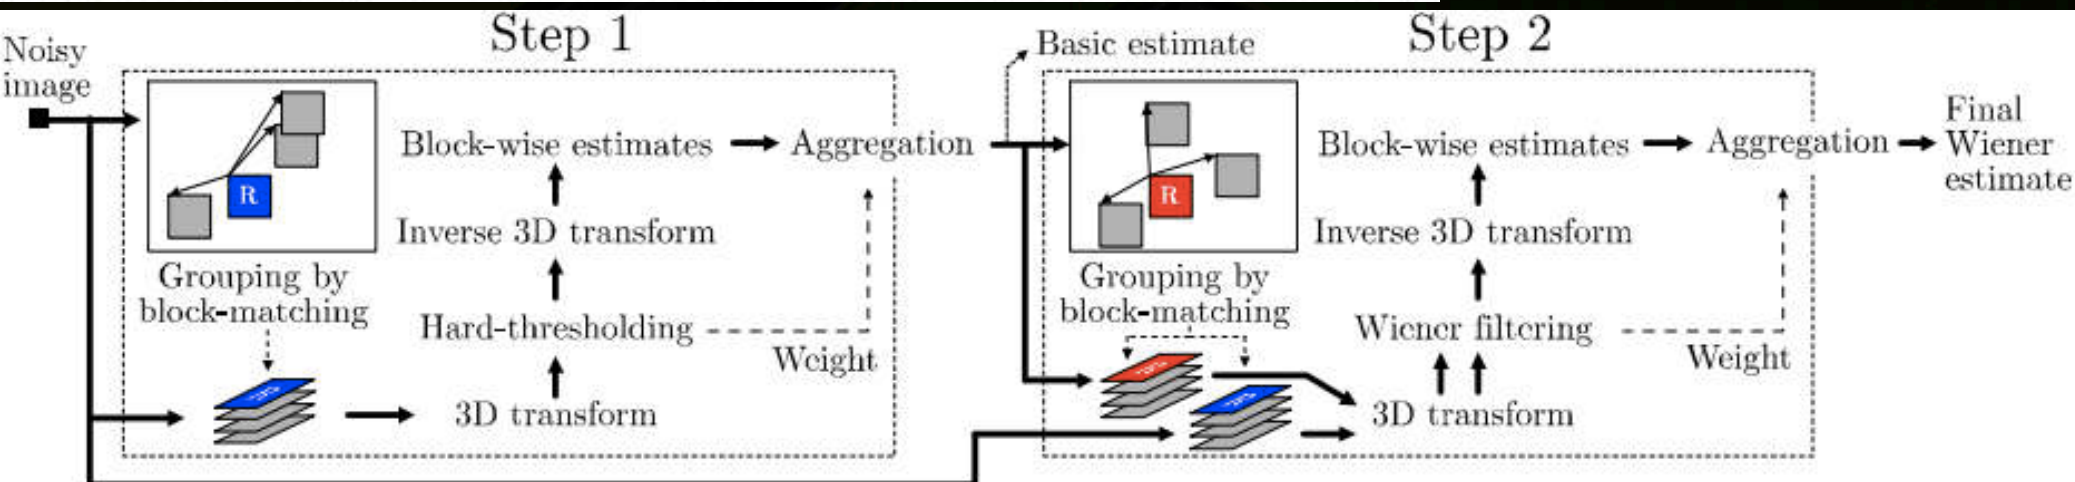 Step 1
Step 2
Noisy
image
Basic estimate
R
Block-wise estimates
Aggregation
Inverse 3D transform
Grouping by
block-matching
Hard-thresholding
Weight
3D transform
R
Block-wise estimates
Aggregation
Final
Wiener
estimate
Inverse 3D transform
Grouping by
block-matching
Wiener filtering
Weight
3D transform